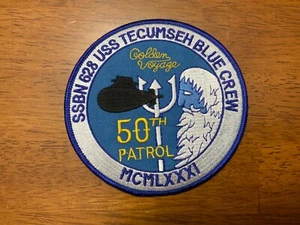 SSBN 628 USS TECUMSEH BLUE CREW
Golden
Voyage
50TH
PATROL
MCMLXXXI